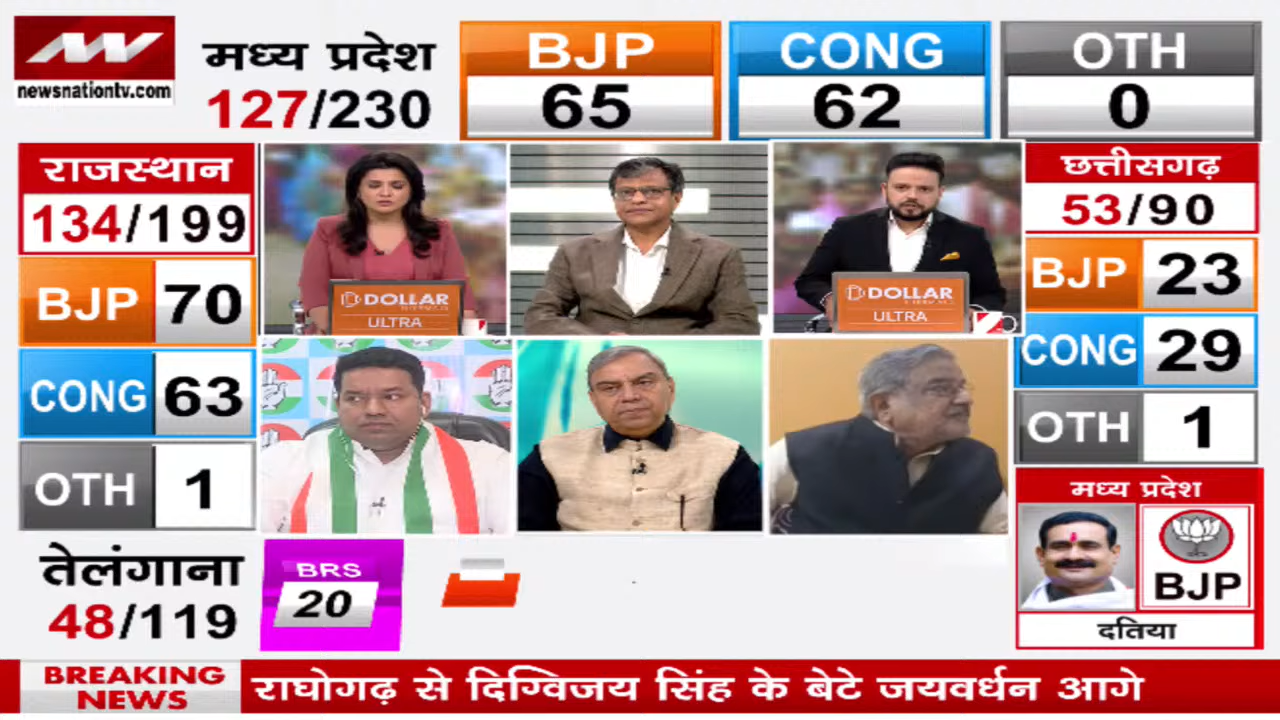 newsnationtv.com
मध्य प्रदेश
127/230
BJP
65
CONG
62
OTH
0
राजस्थान
134/199
BJP
70
CONG
63
OTH
1
DOLLAR
ULTRA
DOLLAR
ULTRA
छत्तीसगढ़
53/90
BJP
23
CONG
29
OTH
1
मध्य प्रदेश
BJP
दतिया
तेलंगाना
48/119
BRS
20
BREAKING
NEWS
राघोगढ़ से दिग्विजय सिंह के बेटे जयवर्धन आगे